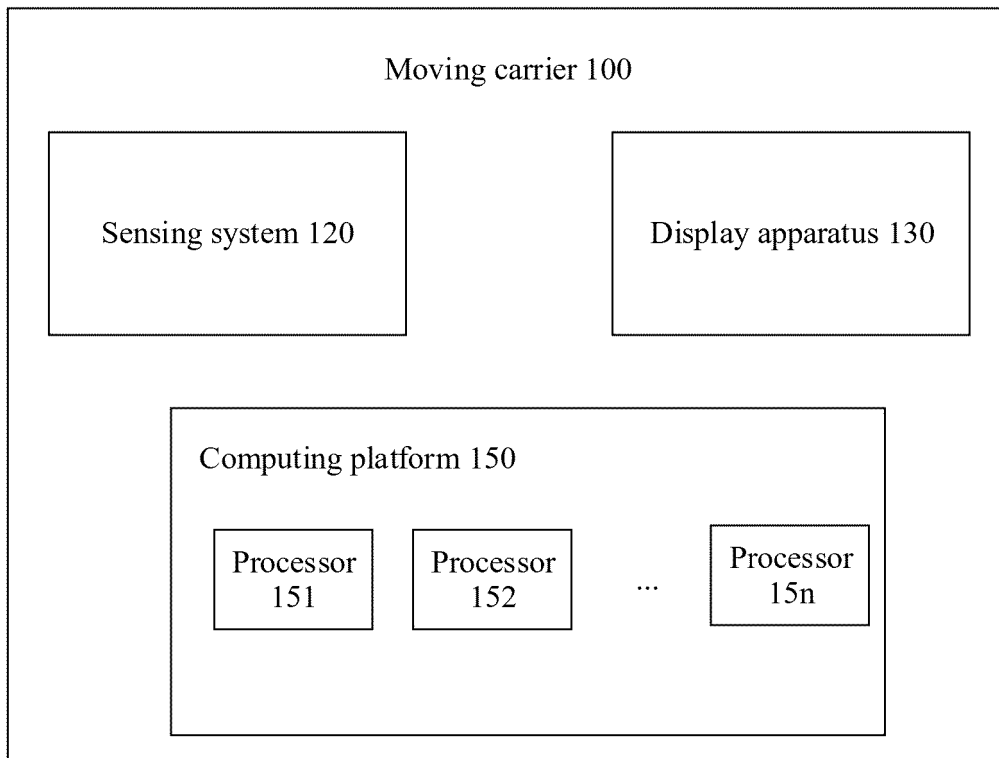 Moving carrier 100
Sensing system 120
Display apparatus 130
Computing platform 150
Processor
151
Processor
152
...
Processor
15n